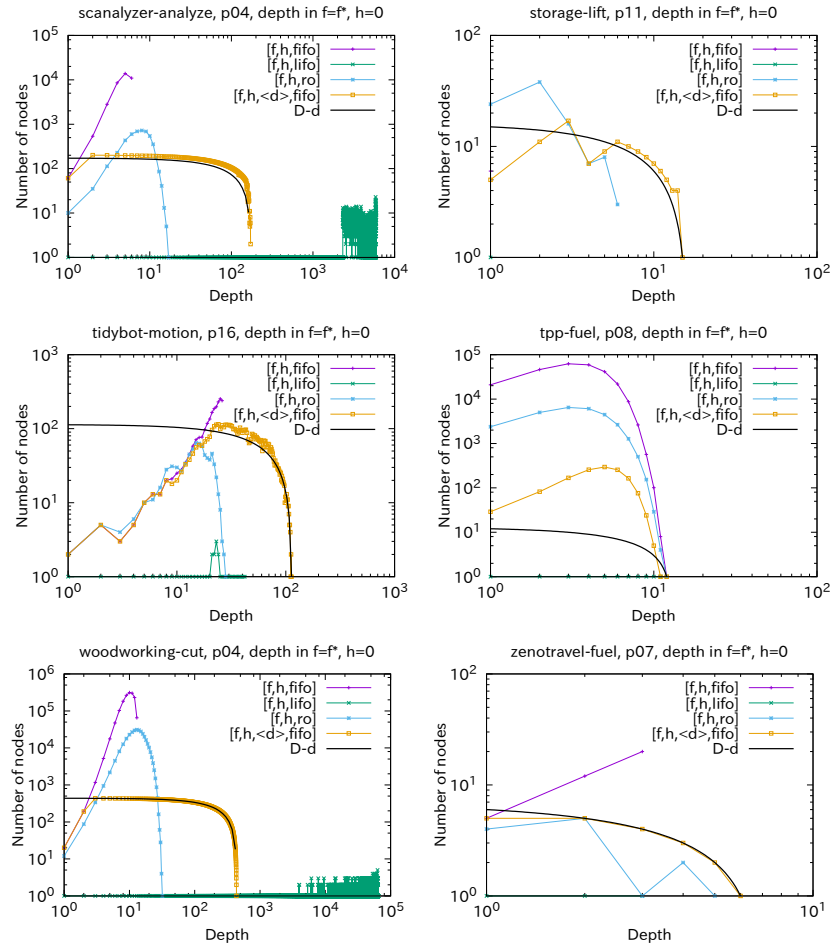 scanalyzer-analyze, p04, depth in f=f*, h=0
Number of nodes
10^5
10^4
10^3
10^2
10^1
10^0
[f,h,fifo]
[f,h,lifo]
[f,h,ro]
[f,h,<d>,fifo]
D-d
10^0 10^1 10^2 10^3 10^4
Depth
storage-lift, p11, depth in f=f*, h=0
Number of nodes
10^2
10^1
10^0
[f,h,fifo]
[f,h,lifo]
[f,h,ro]
[f,h,<d>,fifo]
D-d
10^0 10^1 10^2
Depth
tidybot-motion, p16, depth in f=f*, h=0
Number of nodes
10^3
10^2
10^1
10^0
[f,h,fifo]
[f,h,lifo]
[f,h,ro]
[f,h,<d>,fifo]
D-d
10^0 10^1 10^2 10^3
Depth
tpp-fuel, p08, depth in f=f*, h=0
Number of nodes
10^5
10^4
10^3
10^2
10^1
10^0
[f,h,fifo]
[f,h,lifo]
[f,h,ro]
[f,h,<d>,fifo]
D-d
10^0 10^1 10^2
Depth
woodworking-cut, p04, depth in f=f*, h=0
Number of nodes
10^6
10^5
10^4
10^3
10^2
10^1
10^0
[f,h,fifo]
[f,h,lifo]
[f,h,ro]
[f,h,<d>,fifo]
D-d
10^0 10^1 10^2 10^3 10^4 10^5
Depth
zenotravel-fuel, p07, depth in f=f*, h=0
Number of nodes
10^2
10^1
10^0
[f,h,fifo]
[f,h,lifo]
[f,h,ro]
[f,h,<d>,fifo]
D-d
10^0 10^1
Depth